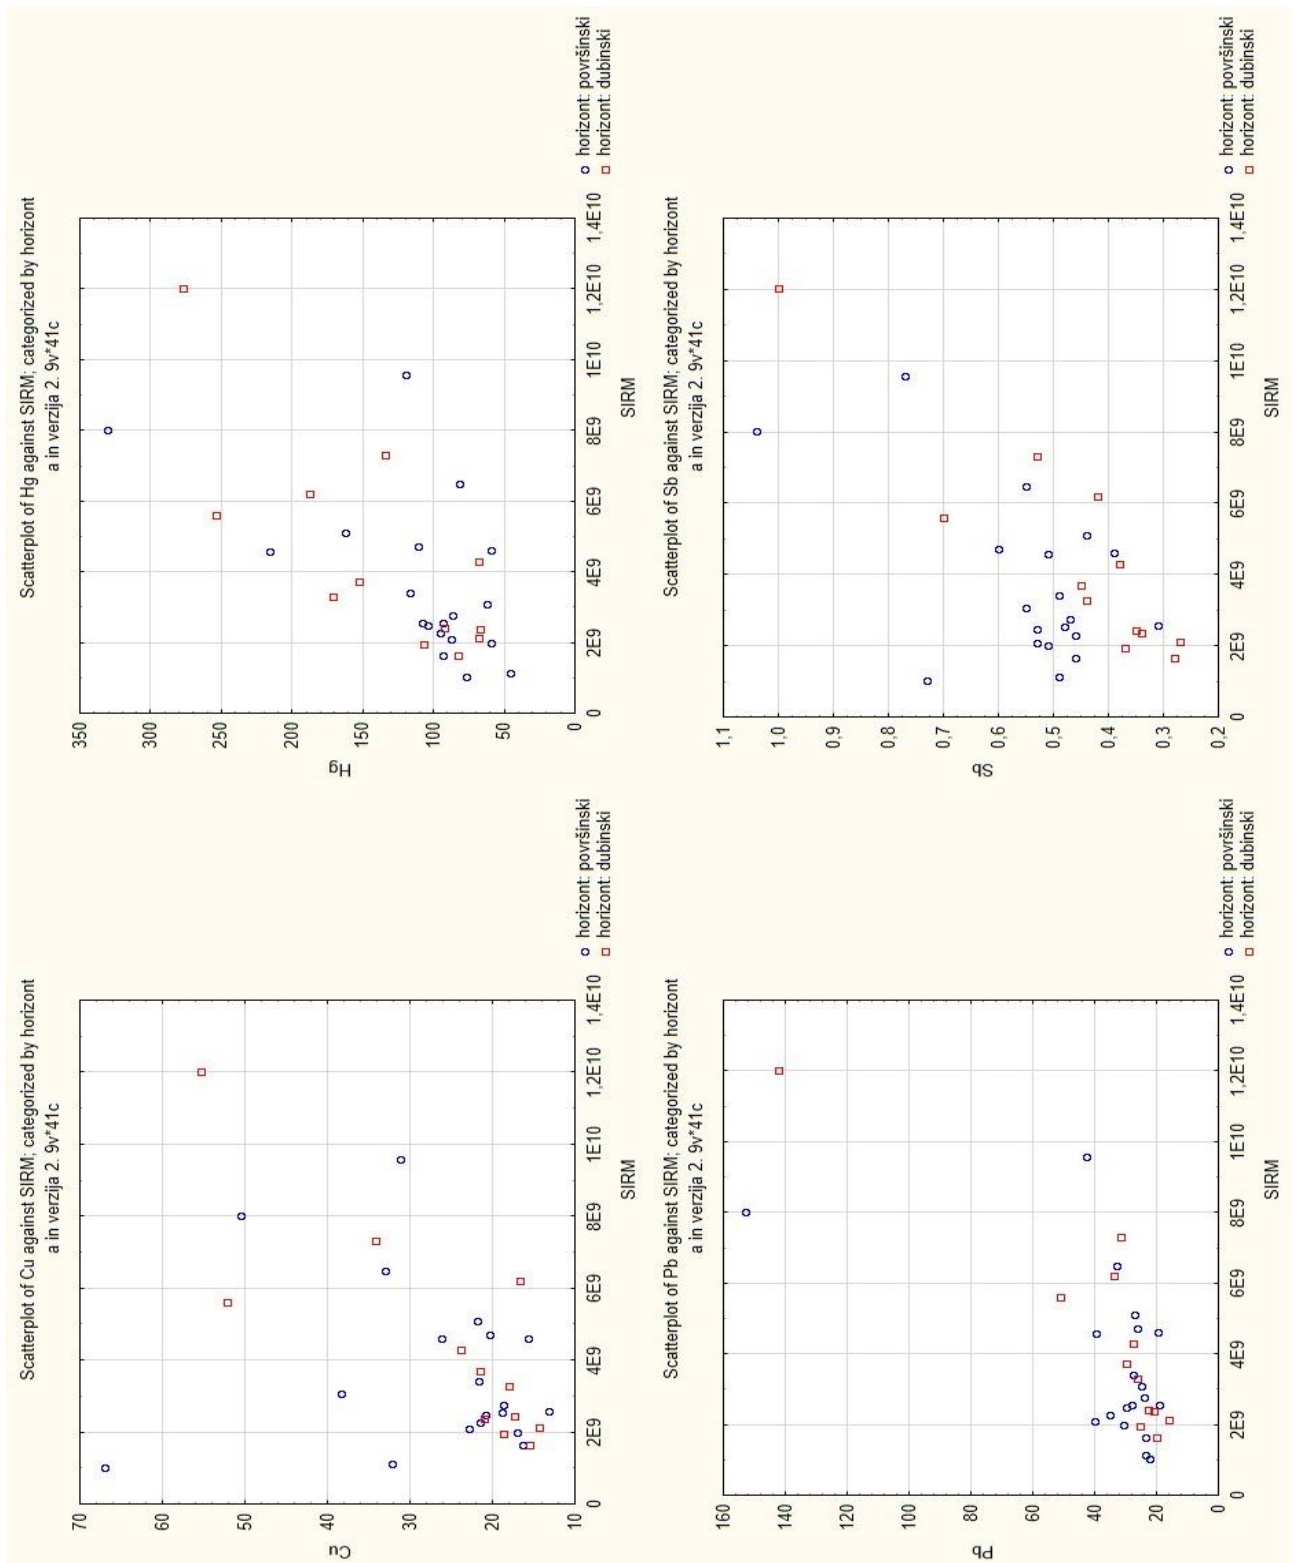 Scatterplot of Cu against SIRM; categorized by horizont
a in verzija 2. 9v*41c
70
60
50
40
30
20
10
Cu
0
2E9
4E9
6E9
8E9
1E10
1,2E10
1,4E10
SIRM
horizont: površinski
horizont: dubinski
Scatterplot of Hg against SIRM; categorized by horizont
a in verzija 2. 9v*41c
350
300
250
200
150
100
50
0
Hg
0
2E9
4E9
6E9
8E9
1E10
1,2E10
1,4E10
SIRM
horizont: površinski
horizont: dubinski
Scatterplot of Pb against SIRM; categorized by horizont
a in verzija 2. 9v*41c
160
140
120
100
80
60
40
20
0
Pb
0
2E9
4E9
6E9
8E9
1E10
1,2E10
1,4E10
SIRM
horizont: površinski
horizont: dubinski
Scatterplot of Sb against SIRM; categorized by horizont
a in verzija 2. 9v*41c
1,1
1,0
0,9
0,8
0,7
0,6
0,5
0,4
0,3
0,2
Sb
0
2E9
4E9
6E9
8E9
1E10
1,2E10
1,4E10
SIRM
horizont: površinski
horizont: dubinski